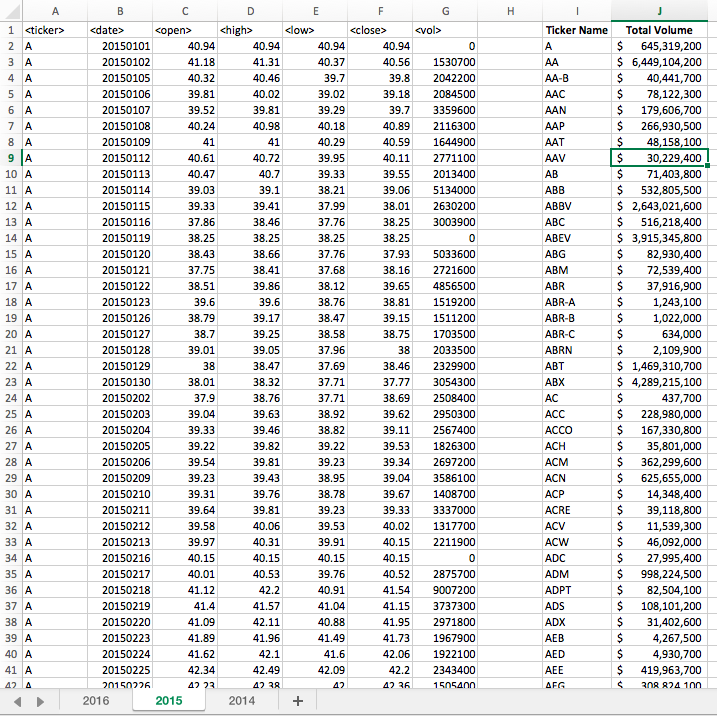 A B C D E F G H I J
1 <ticker> <date> <open> <high> <low> <close> <vol> Ticker Name Total Volume
2 A 20150101 40.94 40.94 40.94 40.94 0 A $ 645,319,200
3 A 20150102 41.18 41.31 40.37 40.56 1530700 AA $ 6,449,104,200
4 A 20150105 40.32 40.46 39.7 39.8 2042200 AA-B $ 40,441,700
5 A 20150106 39.81 40.02 39.02 39.18 2084500 AAC $ 78,122,300
6 A 20150107 39.52 39.81 39.29 39.7 3359600 AAN $ 179,606,700
7 A 20150108 40.24 40.98 40.18 40.89 2116300 AAP $ 266,930,500
8 A 20150109 41 41 40.29 40.59 1644900 AAT $ 48,158,100
9 A 20150112 40.61 40.72 39.95 40.11 2771100 AAV $ 30,229,400
10 A 20150113 40.47 40.7 39.33 39.55 2013400 AB $ 71,403,800
11 A 20150114 39.03 39.1 38.21 39.06 5134000 ABB $ 532,805,500
12 A 20150115 39.33 39.41 37.99 38.01 2630200 ABBV $ 2,643,021,600
13 A 20150116 37.86 38.46 37.76 38.25 3003900 ABC $ 516,218,400
14 A 20150119 38.25 38.25 38.25 38.25 0 ABEV $ 3,915,345,800
15 A 20150120 38.43 38.66 37.76 37.93 5033600 ABG $ 82,930,400
16 A 20150121 37.75 38.41 37.68 38.16 2721600 ABM $ 72,539,400
17 A 20150122 38.51 39.86 38.12 39.65 4856500 ABR $ 37,916,900
18 A 20150123 39.6 39.6 38.76 38.81 1519200 ABR-A $ 1,243,100
19 A 20150126 38.79 39.17 38.47 39.15 1511200 ABR-B $ 1,022,000
20 A 20150127 38.7 39.25 38.58 38.75 1703500 ABR-C $ 634,000
21 A 20150128 39.01 39.05 37.96 38 2033500 ABRN $ 2,109,900
22 A 20150129 38 38.47 37.69 38.46 2329900 ABT $ 1,469,310,700
23 A 20150130 38.01 38.32 37.71 37.77 3054300 ABX $ 4,289,215,100
24 A 20150202 37.9 38.76 37.71 38.69 2508400 AC $ 437,700
25 A 20150203 39.04 39.63 38.92 39.62 2950300 ACC $ 228,980,000
26 A 20150204 39.33 39.46 38.82 39.11 2567400 ACCO $ 167,330,800
27 A 20150205 39.22 39.82 39.22 39.53 1826300 ACH $ 35,801,000
28 A 20150206 39.54 39.81 39.23 39.34 2697200 ACM $ 362,299,600
29 A 20150209 39.23 39.43 38.95 39.04 3586100 ACN $ 625,655,000
30 A 20150210 39.31 39.76 38.78 39.67 1408700 ACP $ 14,348,400
31 A 20150211 39.64 39.81 39.23 39.33 3337000 ACRE $ 39,118,800
32 A 20150212 39.58 40.06 39.53 40.02 1317700 ACV $ 11,539,300
33 A 20150213 39.97 40.31 39.91 40.15 2211900 ACW $ 46,092,000
34 A 20150216 40.15 40.15 40.15 40.15 0 ADC $ 27,995,400
35 A 20150217 40.01 40.53 39.76 40.52 2875700 ADM $ 998,224,500
36 A 20150218 41.12 42.2 40.91 41.54 9007200 ADPT $ 82,504,100
37 A 20150219 41.4 41.57 41.04 41.15 3737300 ADS $ 108,101,200
38 A 20150220 41.09 42.11 40.88 41.95 2971800 ADX $ 31,402,600
39 A 20150223 41.89 41.96 41.49 41.73 1967900 AEB $ 4,267,500
40 A 20150224 41.62 42.1 41.6 42.06 1922100 AED $ 4,930,700
41 A 20150225 42.34 42.49 42.09 42.2 2343400 AEE $ 419,963,700
42 A 20150226 42.23 42.38 42 42.36 1505400 AEG $ 308,824,100
2016 2015 2014 +